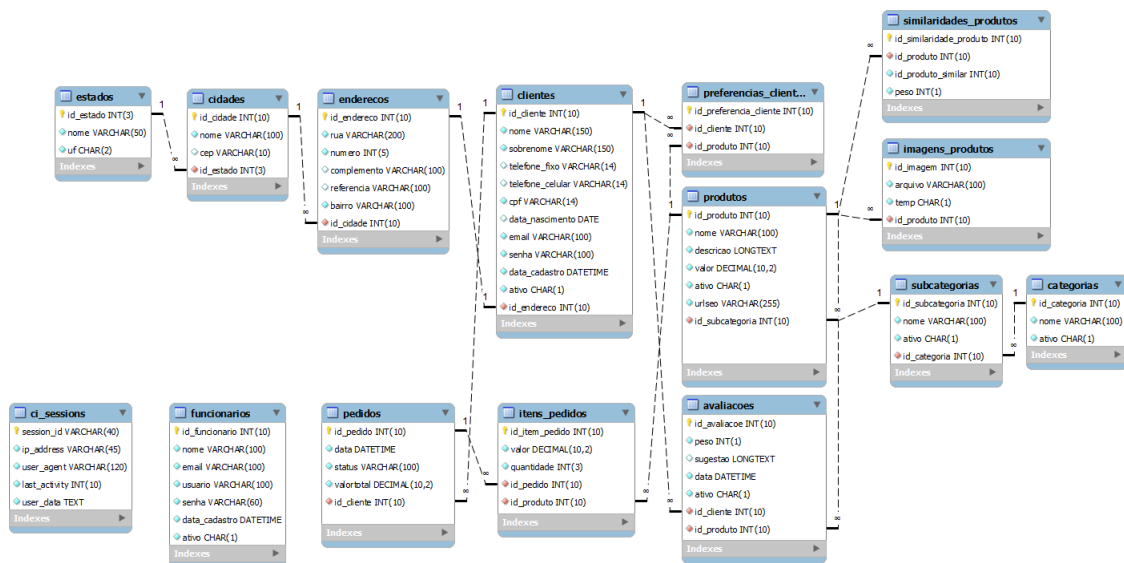 estados
id_estado INT(3)
nome VARCHAR(50)
uf CHAR(2)
Indexes
1
∞
cidades
id_cidade INT(10)
nome VARCHAR(100)
cep VARCHAR(10)
id_estado INT(3)
Indexes
1
∞
enderecos
id_endereco INT(10)
rua VARCHAR(200)
numero INT(5)
complemento VARCHAR(100)
referencia VARCHAR(100)
bairro VARCHAR(100)
id_cidade INT(10)
Indexes
1
∞
1
clientes
id_cliente INT(10)
nome VARCHAR(150)
sobrenome VARCHAR(150)
telefone_fixo VARCHAR(14)
telefone_celular VARCHAR(14)
cpf VARCHAR(14)
data_nascimento DATE
email VARCHAR(100)
senha VARCHAR(100)
data_cadastro DATETIME
ativo CHAR(1)
id_endereco INT(10)
Indexes
1
∞
∞
preferencias_client...
id_preferencia_cliente INT(10)
id_cliente INT(10)
id_produto INT(10)
Indexes
1
produtos
id_produto INT(10)
nome VARCHAR(100)
descricao LONGTEXT
valor DECIMAL(10,2)
ativo CHAR(1)
urlseo VARCHAR(255)
id_subcategoria INT(10)
Indexes
1
∞
∞
similaridades_produtos
id_similaridade_produto INT(10)
id_produto INT(10)
id_produto_similar INT(10)
peso INT(1)
Indexes
∞
imagens_produtos
id_imagem INT(10)
arquivo VARCHAR(100)
temp CHAR(1)
id_produto INT(10)
Indexes
1
subcategorias
id_subcategoria INT(10)
nome VARCHAR(100)
ativo CHAR(1)
id_categoria INT(10)
Indexes
1
∞
categorias
id_categoria INT(10)
nome VARCHAR(100)
ativo CHAR(1)
Indexes
ci_sessions
session_id VARCHAR(40)
ip_address VARCHAR(45)
user_agent VARCHAR(120)
last_activity INT(10)
user_data TEXT
Indexes
funcionarios
id_funcionario INT(10)
nome VARCHAR(100)
email VARCHAR(100)
usuario VARCHAR(100)
senha VARCHAR(60)
data_cadastro DATETIME
ativo CHAR(1)
Indexes
pedidos
id_pedido INT(10)
data DATETIME
status VARCHAR(100)
valortotal DECIMAL(10,2)
id_cliente INT(10)
Indexes
1
∞
∞
itens_pedidos
id_item_pedido INT(10)
valor DECIMAL(10,2)
quantidade INT(3)
id_pedido INT(10)
id_produto INT(10)
Indexes
∞
∞
avaliacoes
id_avaliacoe INT(10)
peso INT(1)
sugestao LONGTEXT
data DATETIME
ativo CHAR(1)
id_cliente INT(10)
id_produto INT(10)
Indexes
∞